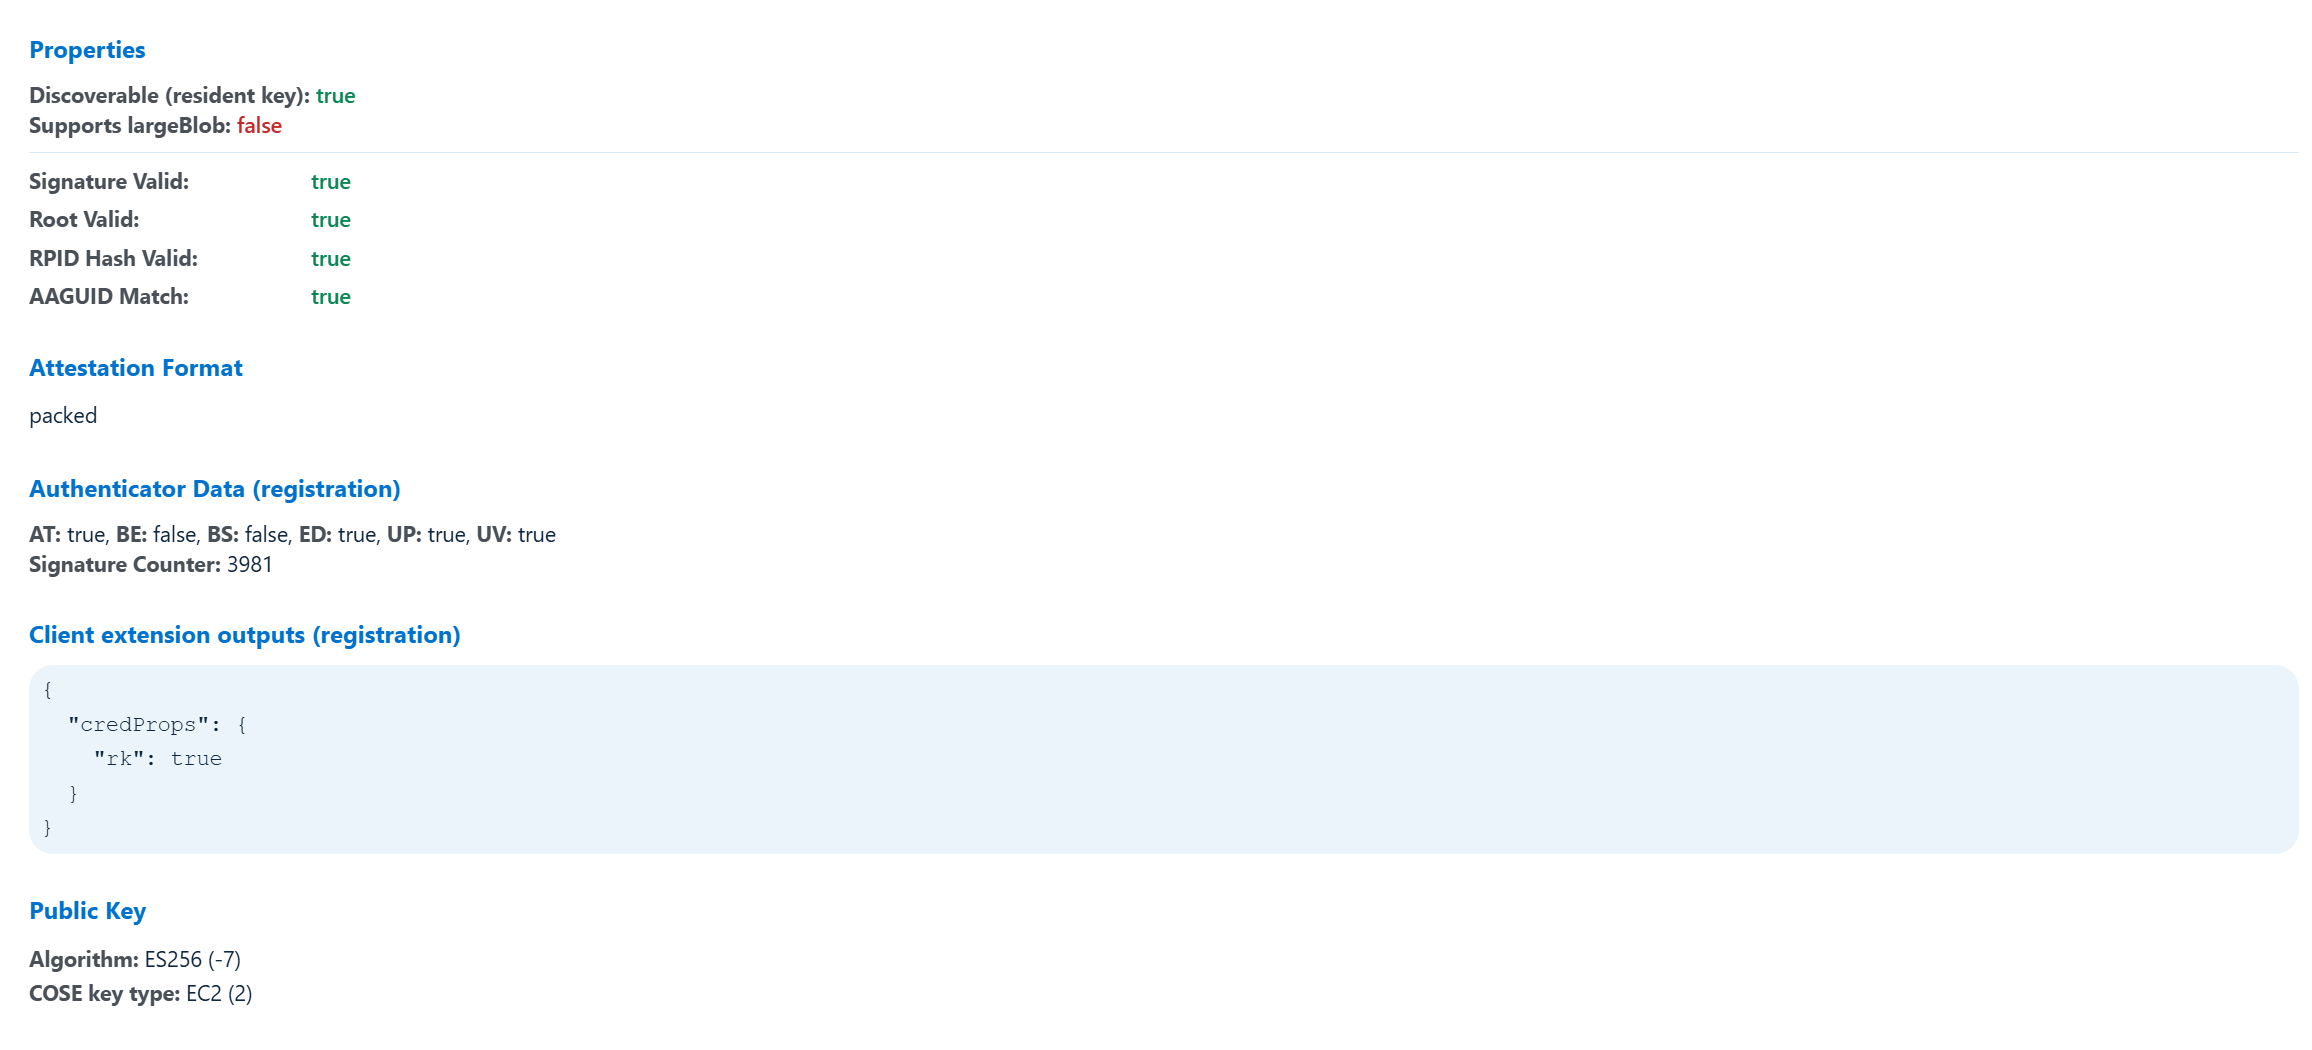 Properties
Discoverable (resident key): true
Supports largeBlob: false
Signature Valid: true
Root Valid: true
RPID Hash Valid: true
AAGUID Match: true
Attestation Format
packed
Authenticator Data (registration)
AT: true, BE: false, BS: false, ED: true, UP: true, UV: true
Signature Counter: 3981
Client extension outputs (registration)
{
  "credProps": {
    "rk": true
  }
}
Public Key
Algorithm: ES256 (-7)
COSE key type: EC2 (2)